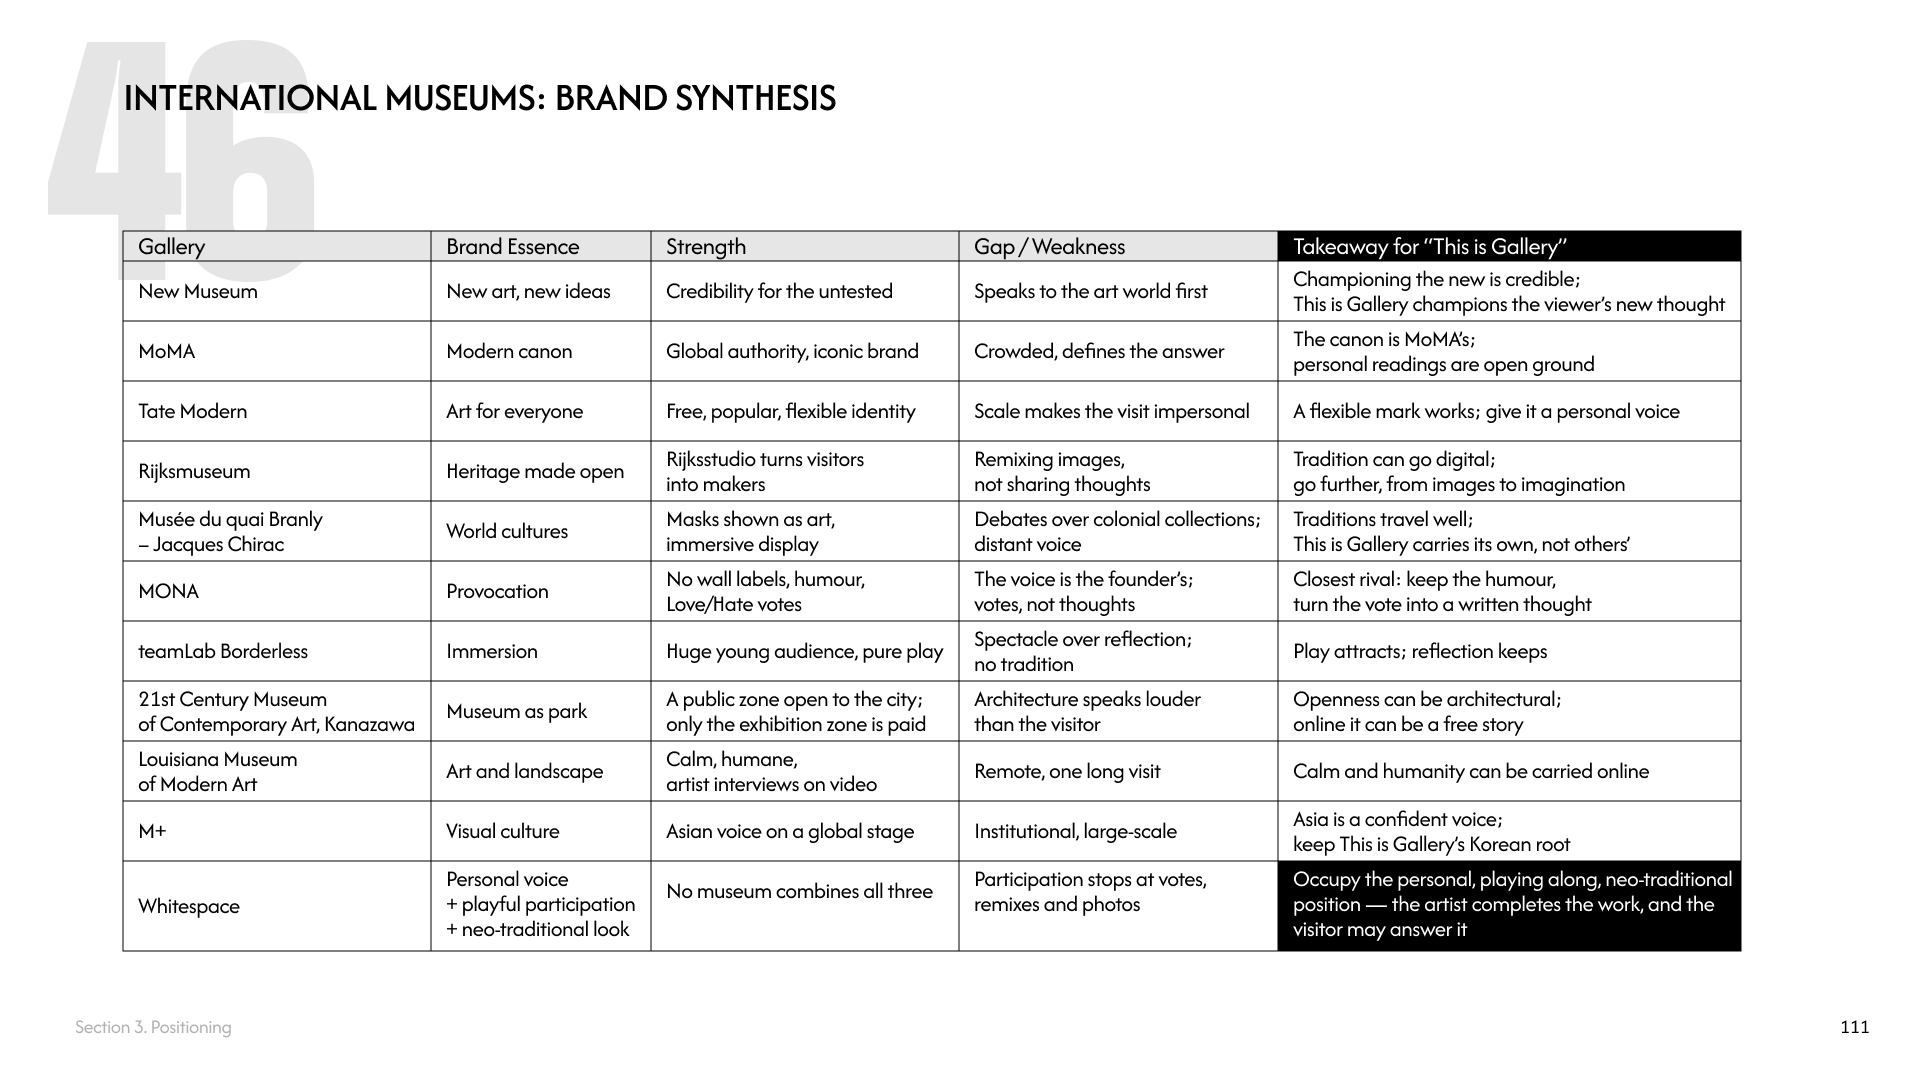 46
INTERNATIONAL MUSEUMS: BRAND SYNTHESIS
Gallery
Brand Essence
Strength
Gap / Weakness
Takeaway for “This is Gallery”
New Museum
New art, new ideas
Credibility for the untested
Speaks to the art world first
Championing the new is credible;
This is Gallery champions the viewer’s new thought
MoMA
Modern canon
Global authority, iconic brand
Crowded, defines the answer
The canon is MoMA’s;
personal readings are open ground
Tate Modern
Art for everyone
Free, popular, flexible identity
Scale makes the visit impersonal
A flexible mark works; give it a personal voice
Rijksmuseum
Heritage made open
Rijksstudio turns visitors
into makers
Remixing images,
not sharing thoughts
Tradition can go digital;
go further, from images to imagination
Musée du quai Branly
– Jacques Chirac
World cultures
Masks shown as art,
immersive display
Debates over colonial collections;
distant voice
Traditions travel well;
This is Gallery carries its own, not others’
MONA
Provocation
No wall labels, humour,
Love/Hate votes
The voice is the founder’s;
votes, not thoughts
Closest rival: keep the humour,
turn the vote into a written thought
teamLab Borderless
Immersion
Huge young audience, pure play
Spectacle over reflection;
no tradition
Play attracts; reflection keeps
21st Century Museum
of Contemporary Art, Kanazawa
Museum as park
A public zone open to the city;
only the exhibition zone is paid
Architecture speaks louder
than the visitor
Openness can be architectural;
online it can be a free story
Louisiana Museum
of Modern Art
Art and landscape
Calm, humane,
artist interviews on video
Remote, one long visit
Calm and humanity can be carried online
M+
Visual culture
Asian voice on a global stage
Institutional, large-scale
Asia is a confident voice;
keep This is Gallery’s Korean root
Whitespace
Personal voice
+ playful participation
+ neo-traditional look
No museum combines all three
Participation stops at votes,
remixes and photos
Occupy the personal, playing along, neo-traditional
position — the artist completes the work, and the
visitor may answer it
Section 3. Positioning
111